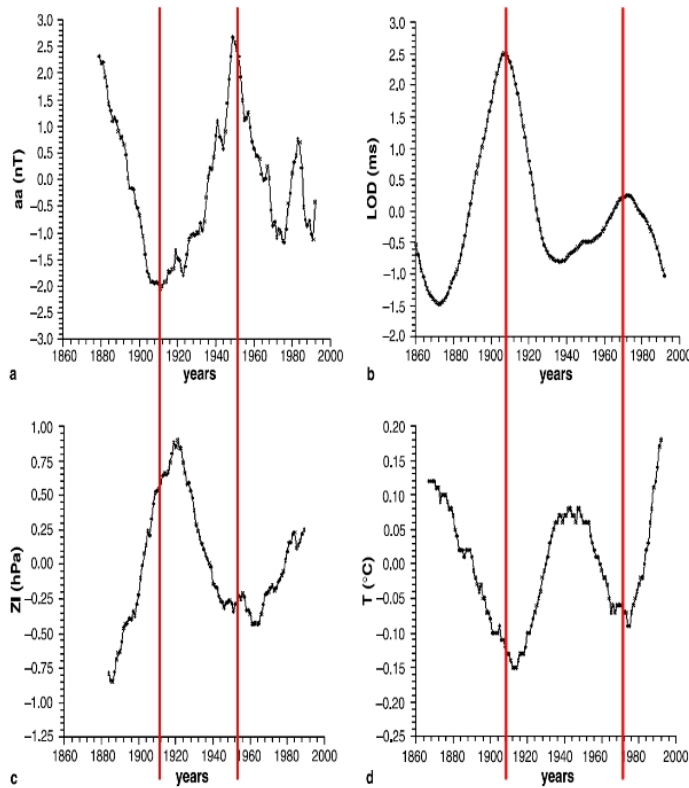 3.0
2.5
2.0
1.5
1.0
0.5
0.0
−0.5
−1.0
−1.5
−2.0
−2.5
−3.0
aa (nT)
1860 1880 1900 1920 1940 1960 1980 2000
years
a
3.0
2.5
2.0
1.5
1.0
0.5
0.0
−0.5
−1.0
−1.5
−2.0
LOD (ms)
1860 1880 1900 1920 1940 1960 1980 2000
years
b
1.00
0.75
0.50
0.25
0.00
−0.25
−0.50
−0.75
−1.00
−1.25
ZI (hPa)
1860 1880 1900 1920 1940 1960 1980 2000
years
c
0.20
0.15
0.10
0.05
0.00
−0.05
−0.10
−0.15
−0.20
−0.25
T (°C)
1860 1880 1900 1920 1940 1960 1980 2000
years
d